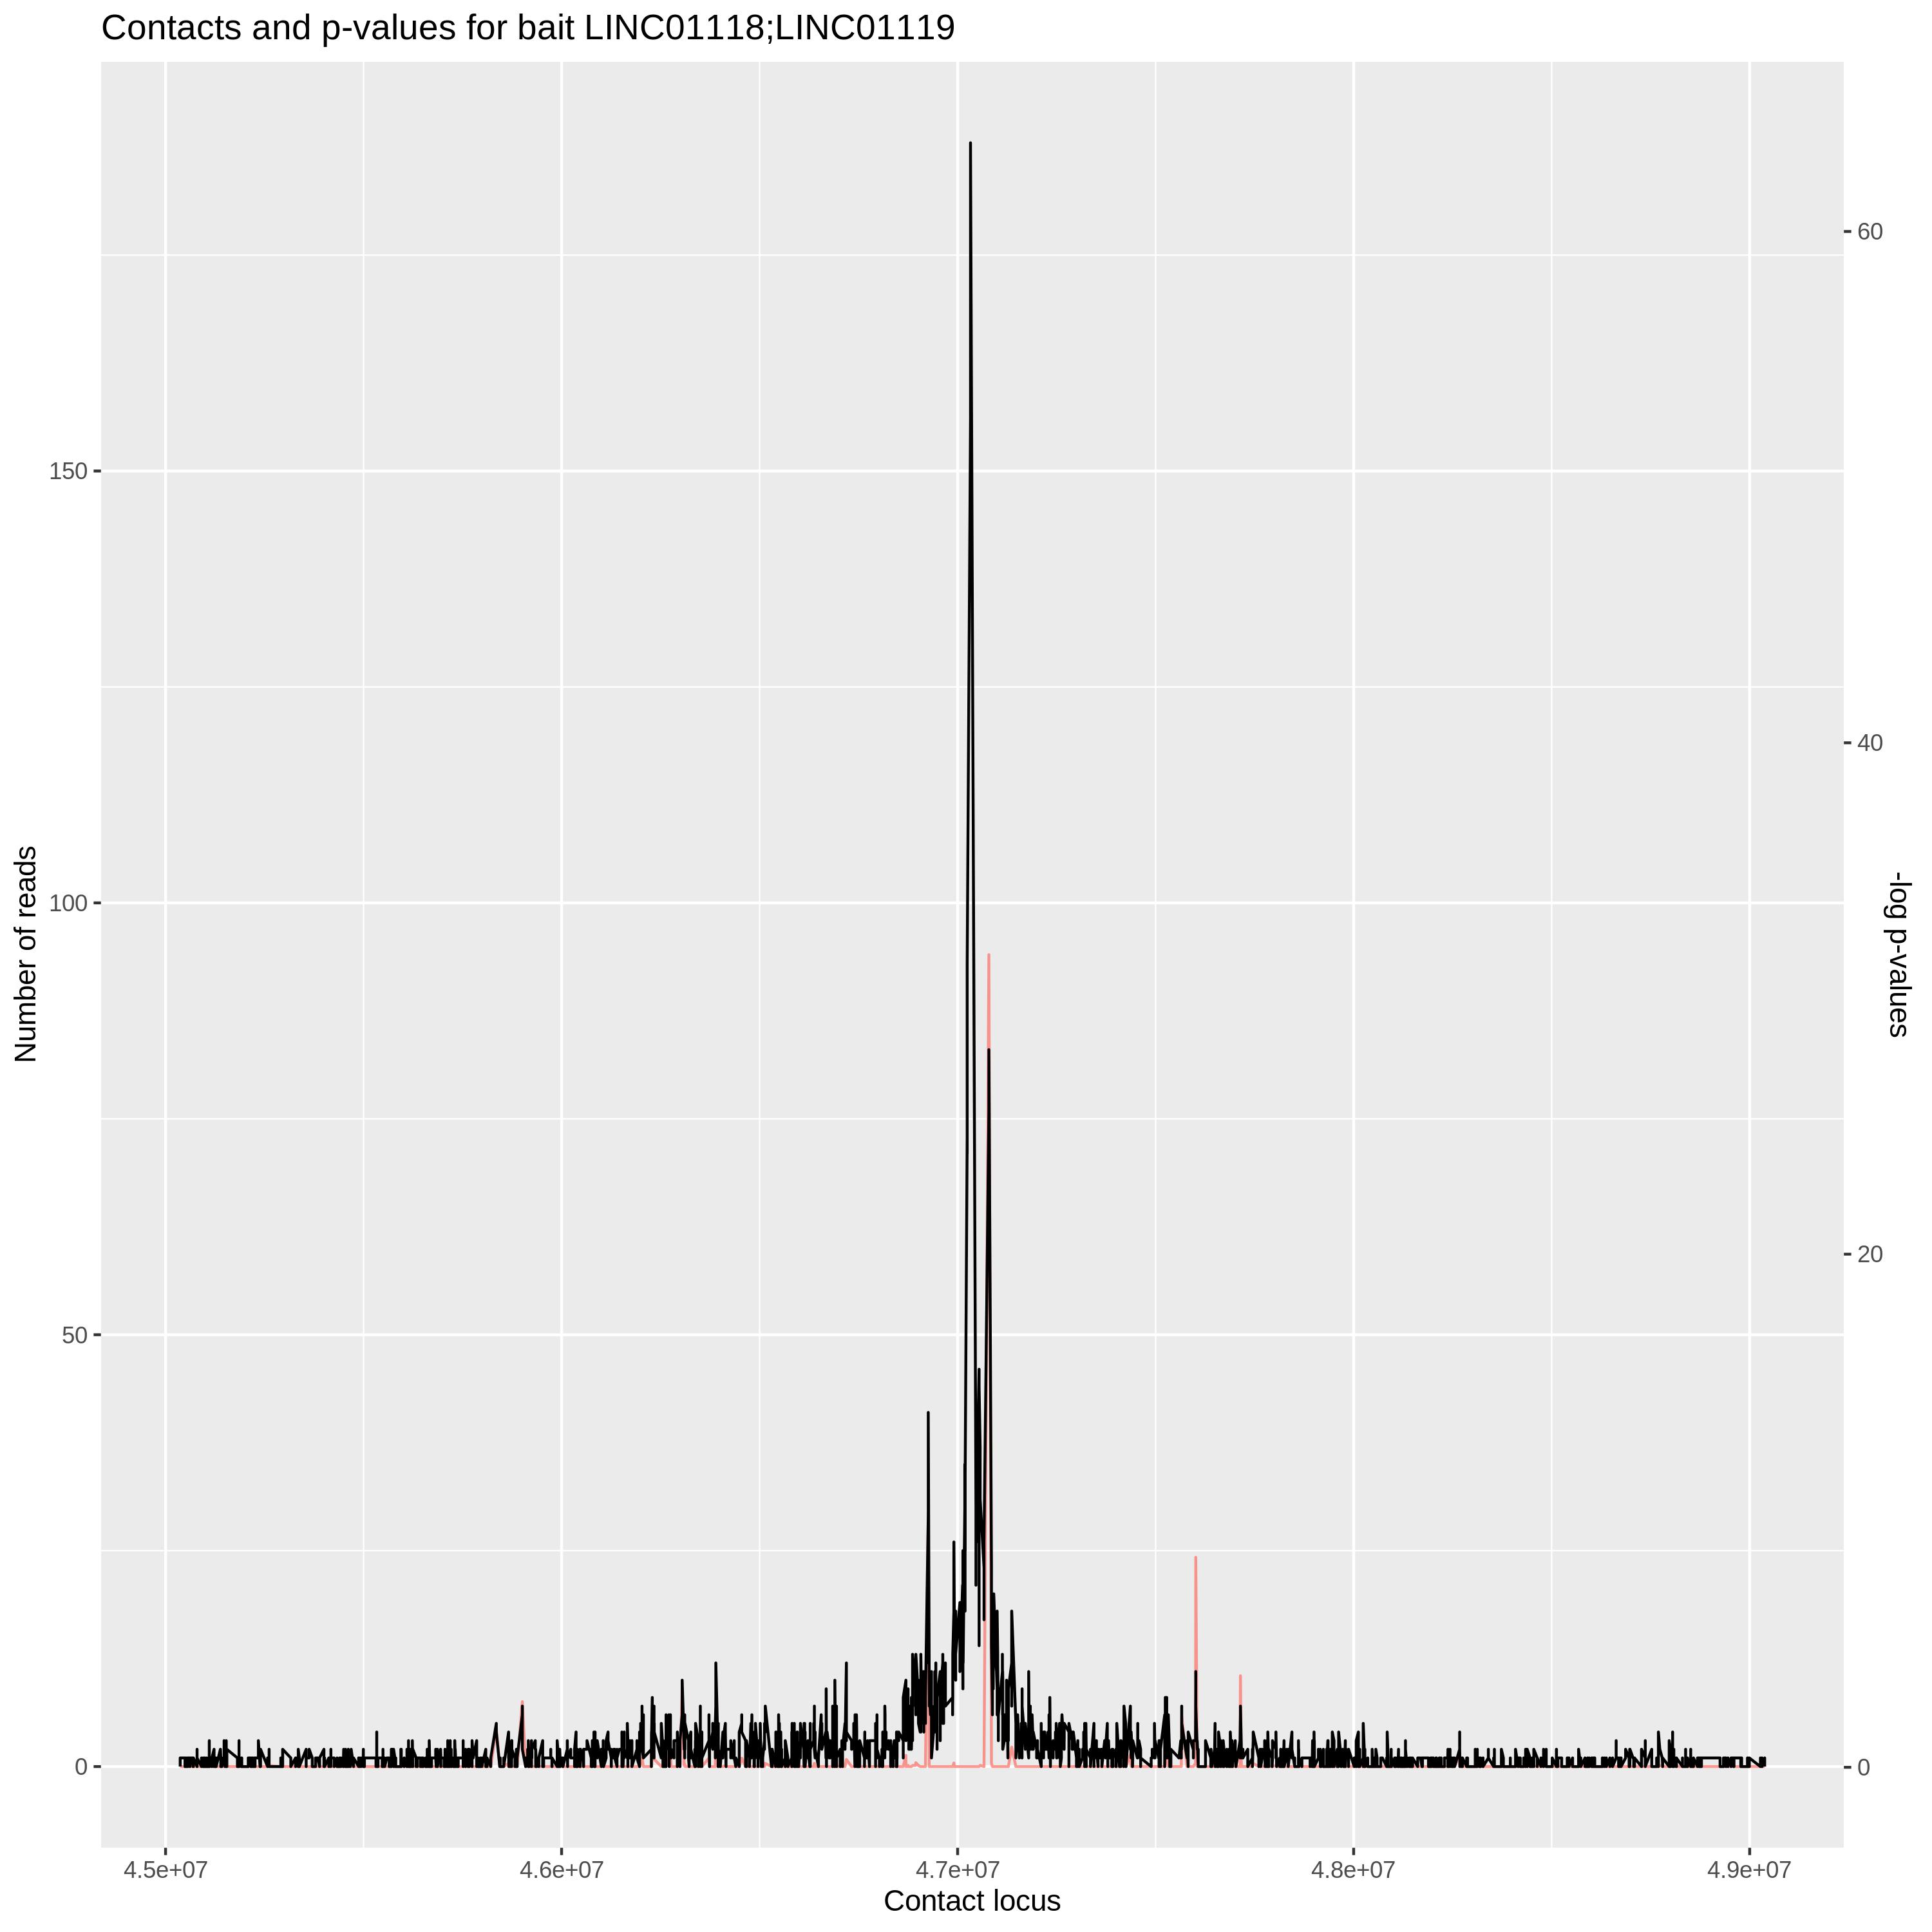 Contacts and p-values for bait LINC01118;LINC01119
Number of reads
150
100
50
0
60
40
20
0
-log p-values
4.5e+07
4.6e+07
4.7e+07
4.8e+07
4.9e+07
Contact locus